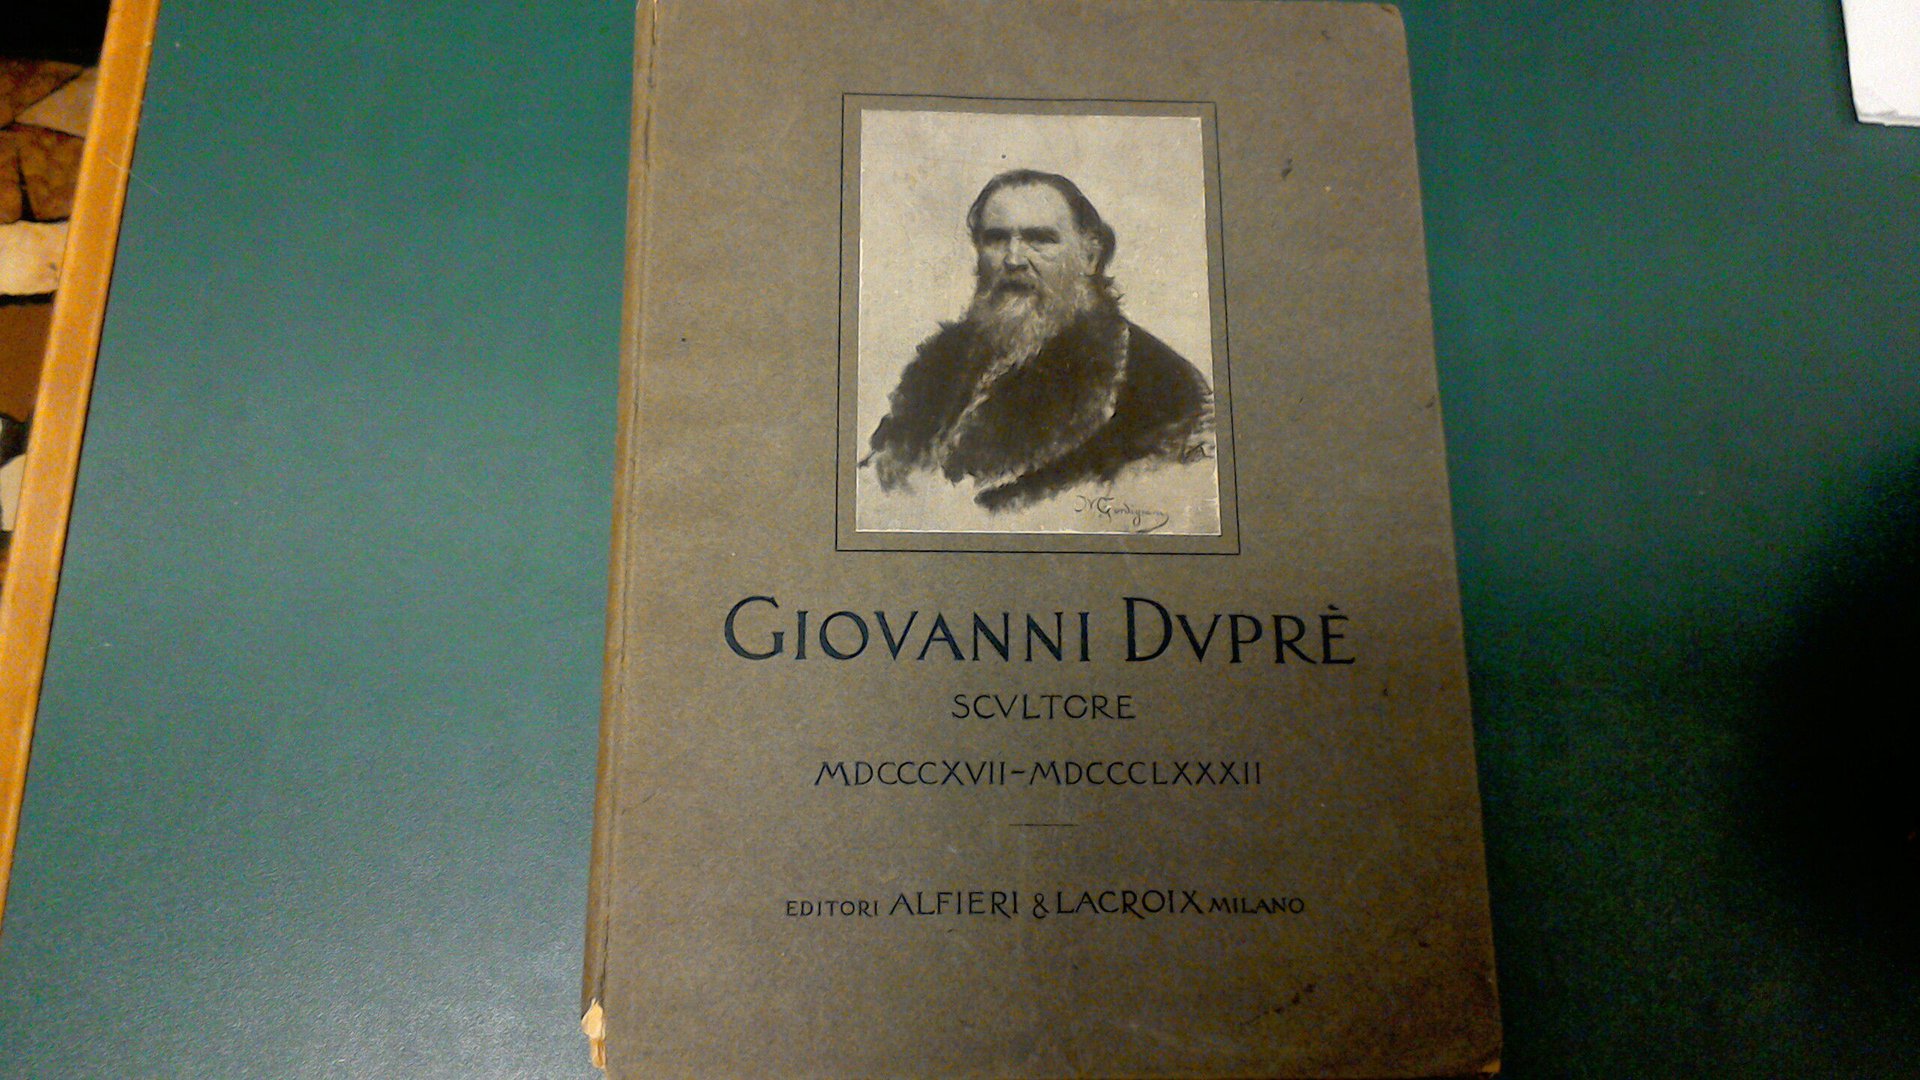 GIOVANNI DVPRÈ
SCVLTORE
MDCCCXVII-MDCCCLXXXII
EDITORI ALFIERI & LACROIX MILANO